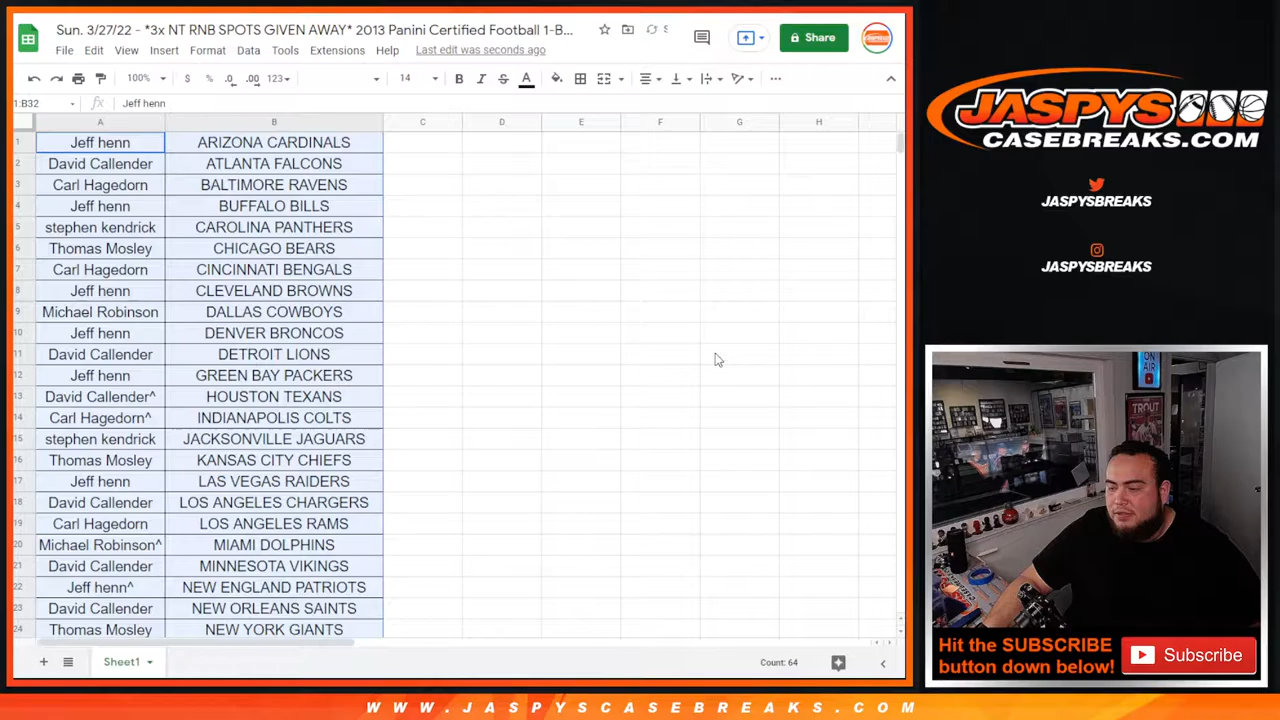 Sun. 3/27/22 - *3x NT RNB SPOTS GIVEN AWAY* 2013 Panini Certified Football 1-B...
File Edit View Insert Format Data Tools Extensions Help Last edit was seconds ago
Share
100% $ % .0 .00 123 14 B I S A
1:B32 fx Jeff henn
A B C D E F G H
1 Jeff henn ARIZONA CARDINALS
2 David Callender ATLANTA FALCONS
3 Carl Hagedorn BALTIMORE RAVENS
4 Jeff henn BUFFALO BILLS
5 stephen kendrick CAROLINA PANTHERS
6 Thomas Mosley CHICAGO BEARS
7 Carl Hagedorn CINCINNATI BENGALS
8 Jeff henn CLEVELAND BROWNS
9 Michael Robinson DALLAS COWBOYS
10 Jeff henn DENVER BRONCOS
11 David Callender DETROIT LIONS
12 Jeff henn GREEN BAY PACKERS
13 David Callender^ HOUSTON TEXANS
14 Carl Hagedorn^ INDIANAPOLIS COLTS
15 stephen kendrick JACKSONVILLE JAGUARS
16 Thomas Mosley KANSAS CITY CHIEFS
17 Jeff henn LAS VEGAS RAIDERS
18 David Callender LOS ANGELES CHARGERS
19 Carl Hagedorn LOS ANGELES RAMS
20 Michael Robinson^ MIAMI DOLPHINS
21 David Callender MINNESOTA VIKINGS
22 Jeff henn^ NEW ENGLAND PATRIOTS
23 David Callender NEW ORLEANS SAINTS
24 Thomas Mosley NEW YORK GIANTS
Sheet1 Count: 64
JASPYS
CASEBREAKS.COM
JASPYSBREAKS
JASPYSBREAKS
ON
AIR
TROUT
Hit the SUBSCRIBE
button down below!
Subscribe
WWW.JASPYSCASEBREAKS.COM